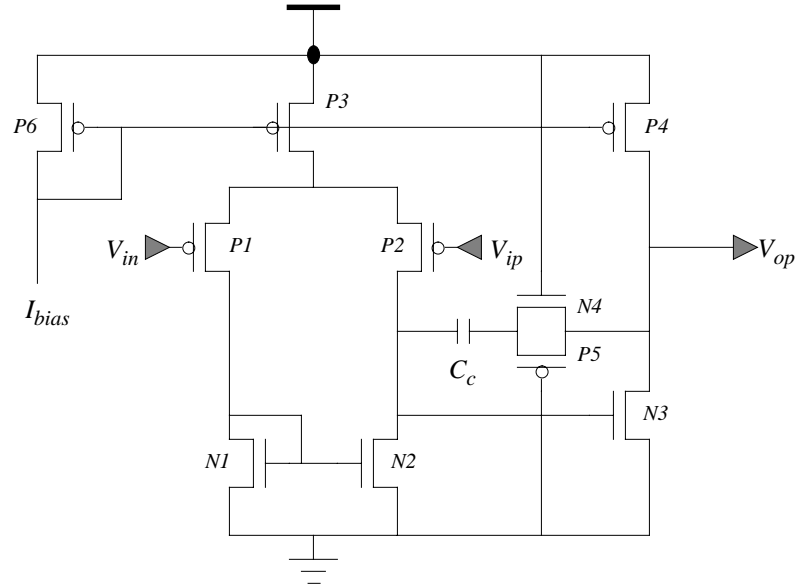 P3
P6
P4
V_in
P1
P2
V_ip
V_op
I_bias
N4
C_c
P5
N3
N1
N2